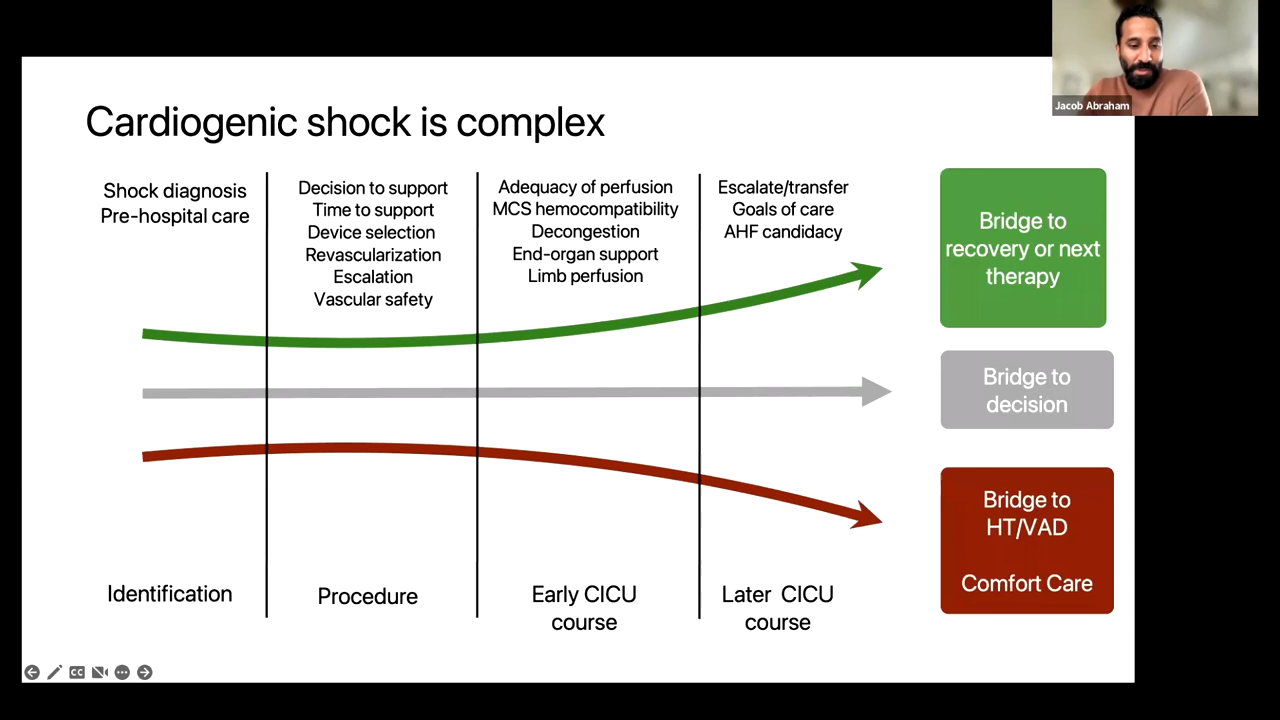 Jacob Abraham
Cardiogenic shock is complex
Shock diagnosis
Pre-hospital care
Decision to support
Time to support
Device selection
Revascularization
Escalation
Vascular safety
Adequacy of perfusion
MCS hemocompatibility
Decongestion
End-organ support
Limb perfusion
Escalate/transfer
Goals of care
AHF candidacy
Bridge to
recovery or next
therapy
Bridge to
decision
Bridge to
HT/VAD
Comfort Care
Identification
Procedure
Early CICU
course
Later CICU
course
CC